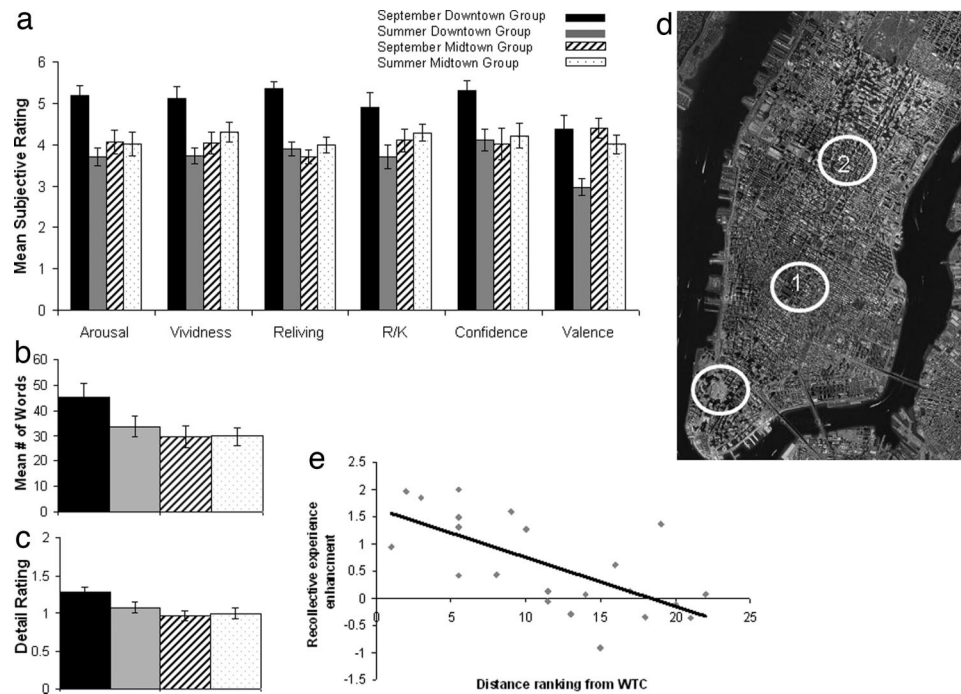 a
September Downtown Group
Summer Downtown Group
September Midtown Group
Summer Midtown Group
Mean Subjective Rating
6
5
4
3
2
1
0
Arousal Vividness Reliving R/K Confidence Valence
d
2
1
b
Mean # of Words
60
50
40
30
20
10
0
c
Detail Rating
2
1.5
1
0.5
0
e
Recollective experience
enhancment
2.5
2
1.5
1
0.5
0
-0.5
-1
-1.5
0 5 10 15 20 25
Distance ranking from WTC